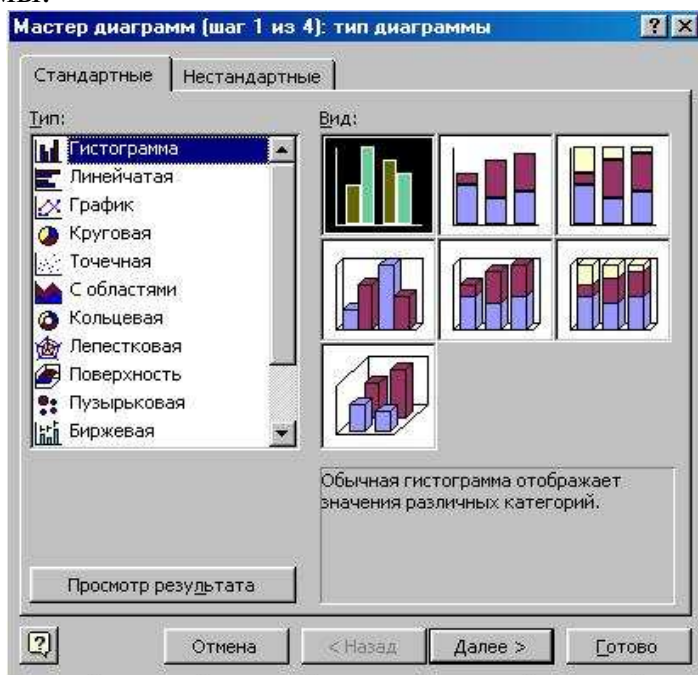 Мастер диаграмм (шаг 1 из 4): тип диаграммы
Стандартные
Нестандартные
Тип:
Гистограмма
Линейчатая
График
Круговая
Точечная
С областями
Кольцевая
Лепестковая
Поверхность
Пузырьковая
Биржевая
Вид:
Обычная гистограмма отображает
значения различных категорий.
Просмотр результата
Отмена
< Назад
Далее >
Готово